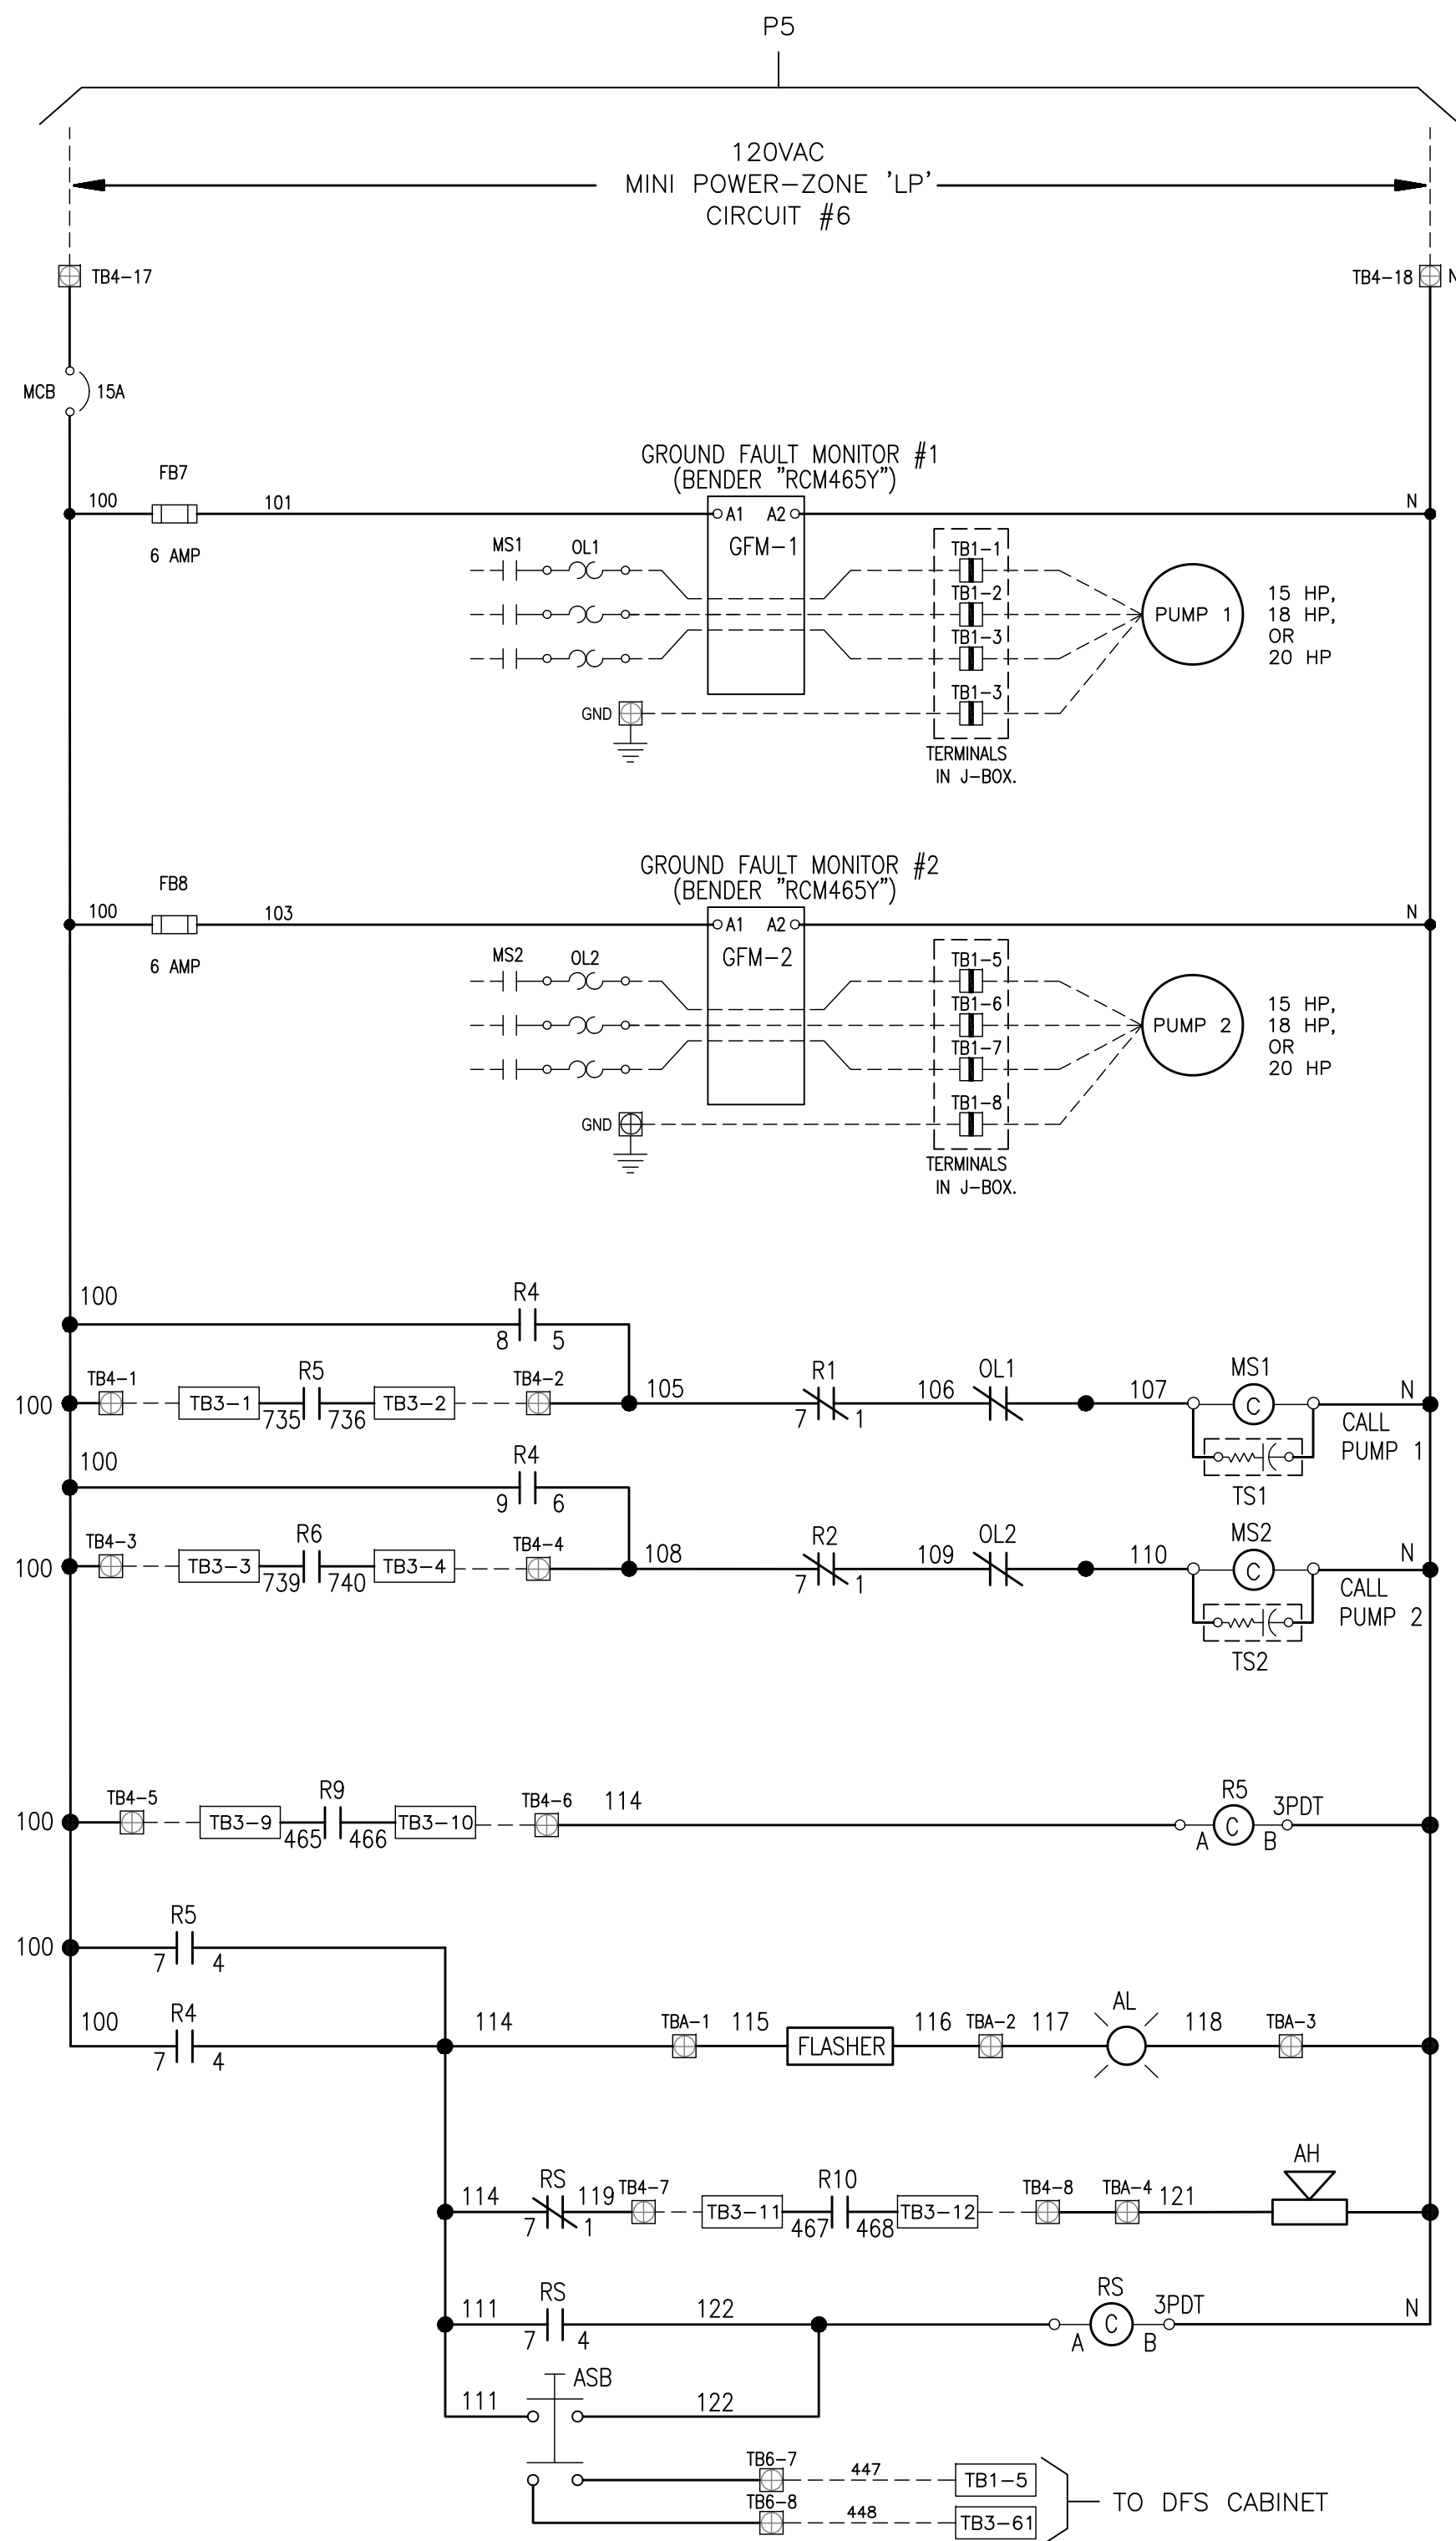 P5
120VAC
MINI POWER-ZONE 'LP'
CIRCUIT #6
TB4-17
TB4-18
N
MCB
15A
GROUND FAULT MONITOR #1
(BENDER "RCM465Y")
FB7
100
101
6 AMP
A1
A2
N
GFM-1
MS1
OL1
TB1-1
TB1-2
TB1-3
TB1-3
PUMP 1
15 HP,
18 HP,
OR
20 HP
GND
TERMINALS
IN J-BOX.
GROUND FAULT MONITOR #2
(BENDER "RCM465Y")
FB8
100
103
6 AMP
A1
A2
N
GFM-2
MS2
OL2
TB1-5
TB1-6
TB1-7
TB1-8
PUMP 2
15 HP,
18 HP,
OR
20 HP
GND
TERMINALS
IN J-BOX.
100
R4
8
5
100
TB4-1
TB3-1
R5
735
736
TB3-2
TB4-2
105
R1
7
1
106
OL1
107
MS1
C
N
CALL
PUMP 1
TS1
100
R4
9
6
100
TB4-3
TB3-3
R6
739
740
TB3-4
TB4-4
108
R2
7
1
109
OL2
110
MS2
C
N
CALL
PUMP 2
TS2
100
TB4-5
TB3-9
R9
465
466
TB3-10
TB4-6
114
R5
3PDT
A
C
B
100
R5
7
4
100
R4
7
4
114
TBA-1
115
FLASHER
116
TBA-2
117
AL
118
TBA-3
114
RS
7
1
119
TB4-7
TB3-11
R10
467
468
TB3-12
TB4-8
TBA-4
121
AH
111
RS
7
4
122
RS
3PDT
A
C
B
N
111
ASB
122
TB6-7
447
TB1-5
TB6-8
448
TB3-61
TO DFS CABINET